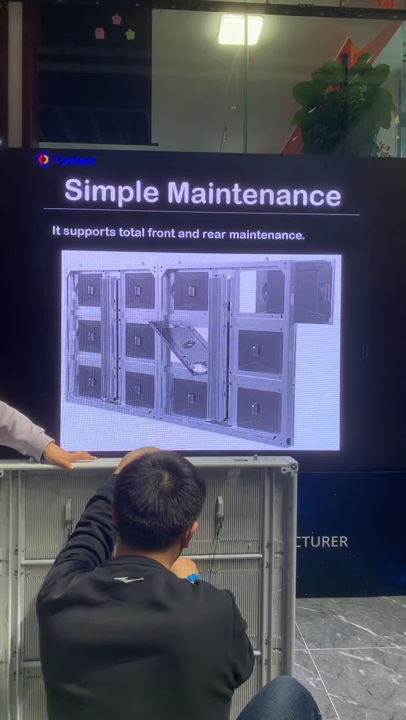 Simple Maintenance
It supports total front and rear maintenance.
CTURER